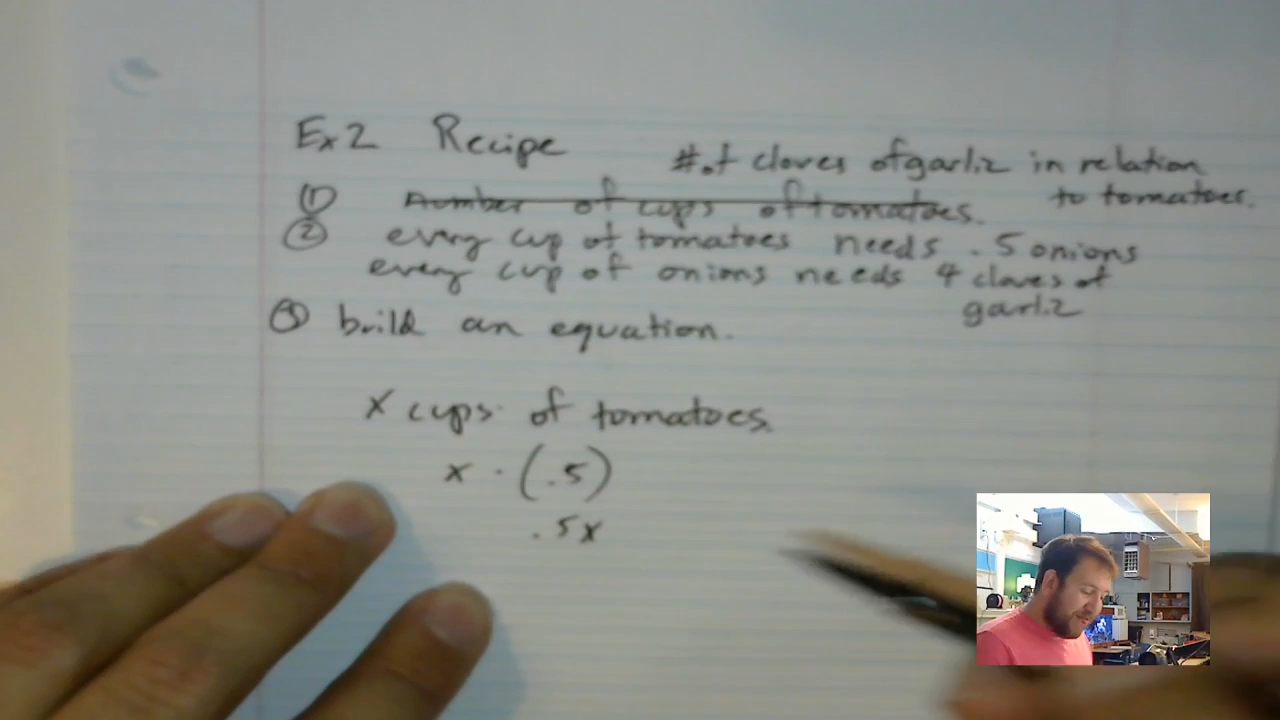 Ex2 Recipe
#of cloves of garlic in relation
to tomatoes.
① Number of cups of tomatoes.
② every cup of tomatoes needs .5 onions
every cup of onions needs 4 cloves of
garlic
③ build an equation.
x cups of tomatoes.
x · (.5)
.5x